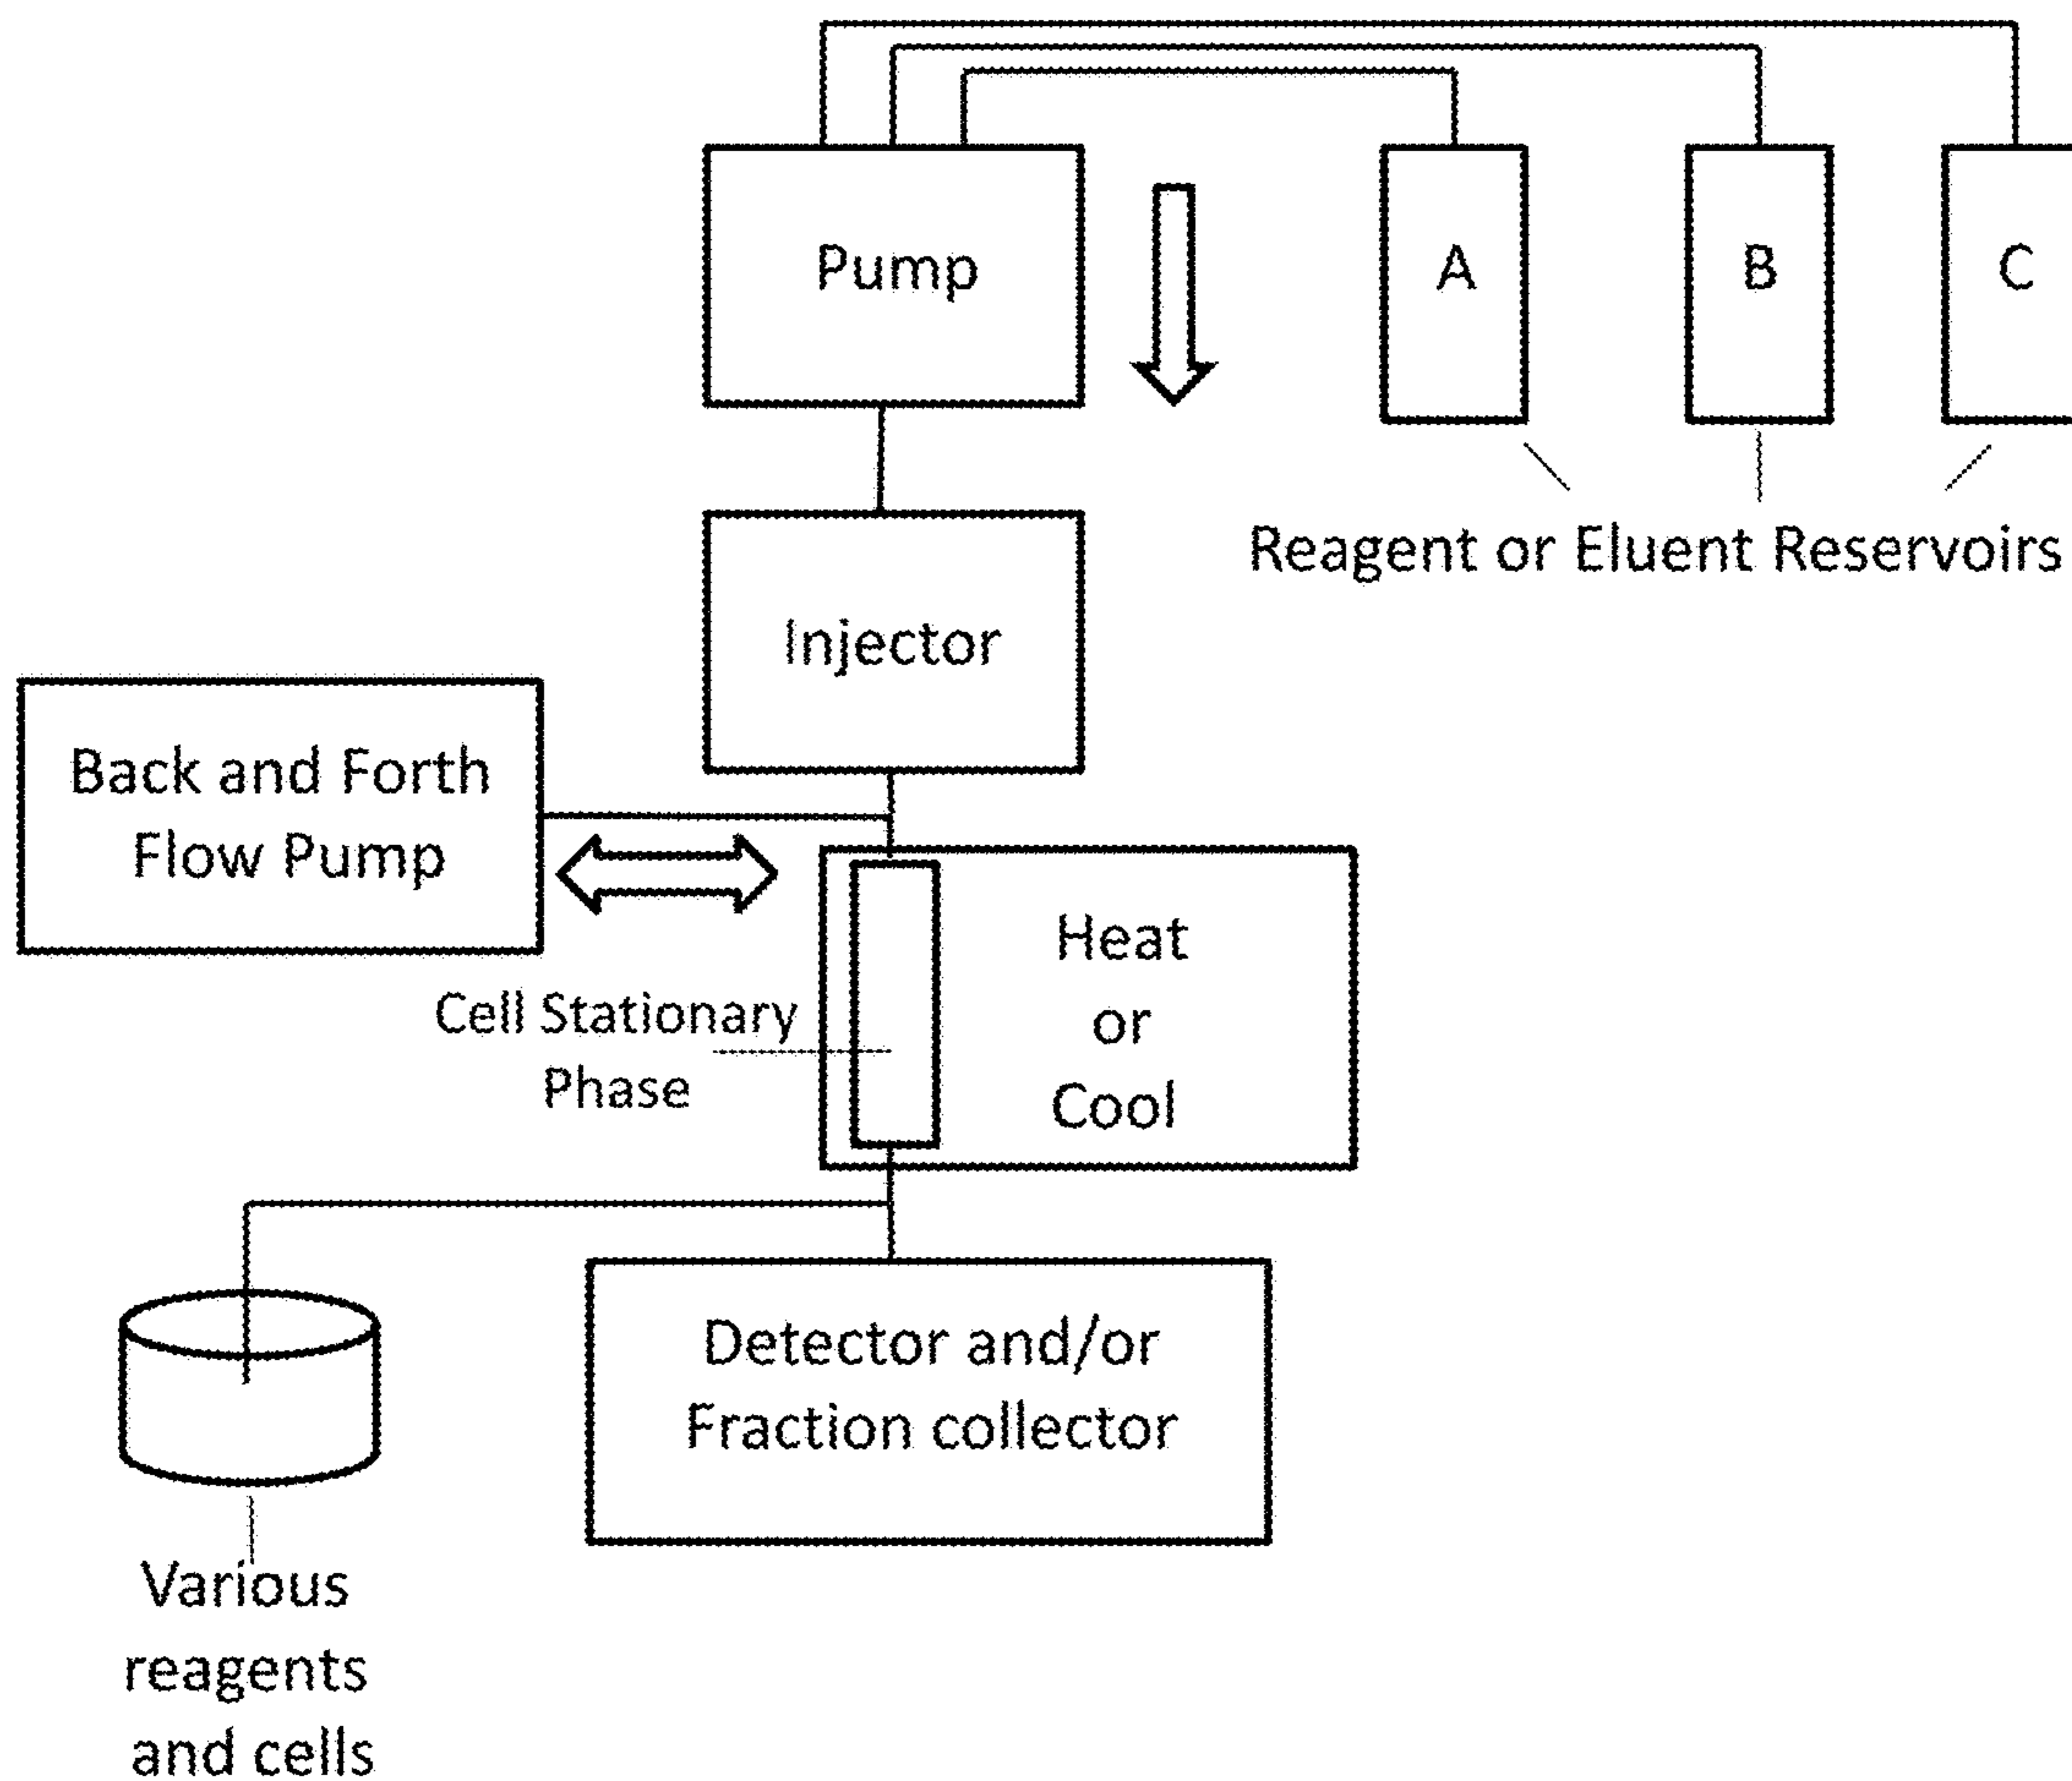 Pump
A
B
C
Reagent or Eluent Reservoirs
Injector
Back and Forth
Flow Pump
Heat
or
Cool
Cell Stationary
Phase
Detector and/or
Fraction collector
Various
reagents
and cells